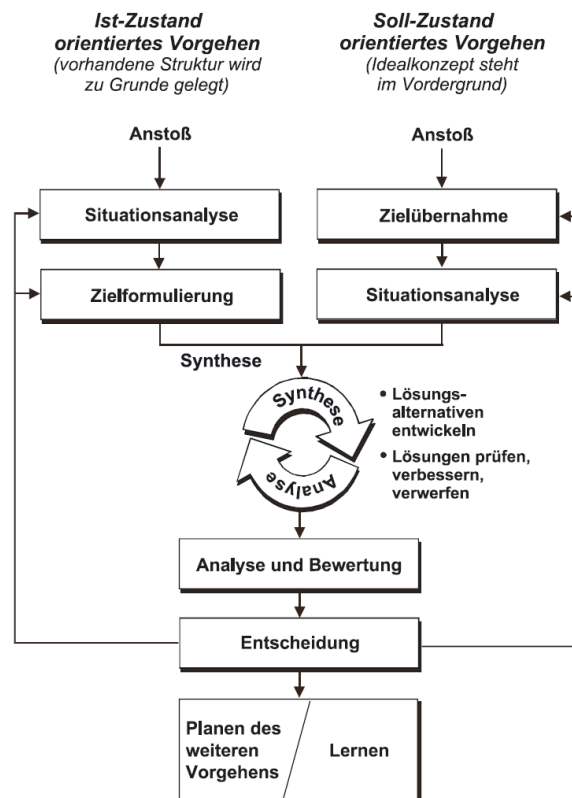 Ist-Zustand
orientiertes Vorgehen
(vorhandene Struktur wird
zu Grunde gelegt)
Soll-Zustand
orientiertes Vorgehen
(Idealkonzept steht
im Vordergrund)
Anstoß
Anstoß
Situationsanalyse
Zielübernahme
Zielformulierung
Situationsanalyse
Synthese
Synthese
Analyse
• Lösungs-
alternativen
entwickeln
• Lösungen prüfen,
verbessern,
verwerfen
Analyse und Bewertung
Entscheidung
Planen des
weiteren
Vorgehens
Lernen